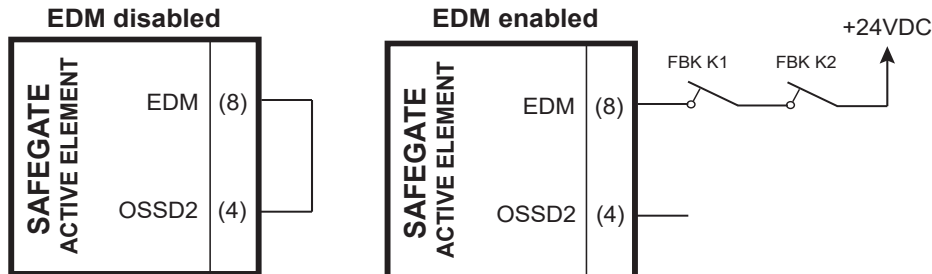 EDM disabled
SAFEGATE
ACTIVE ELEMENT
EDM (8)
OSSD2 (4)
EDM enabled
SAFEGATE
ACTIVE ELEMENT
EDM (8)
OSSD2 (4)
FBK K1
FBK K2
+24VDC